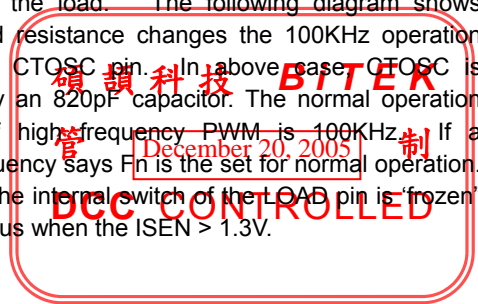 the load. The following diagram shows
resistance changes the 100KHz operation
CTOSC pin. In above case, CTOSC is
an 820pF capacitor. The normal operation
high frequency PWM is 100KHz. If a
uency says Fn is the set for normal operation.
he internal switch of the LOAD pin is ‘frozen’
us when the ISEN > 1.3V.
碩頡科技 BiTEK
管 December 20, 2005 制
DCC CONTROLLED